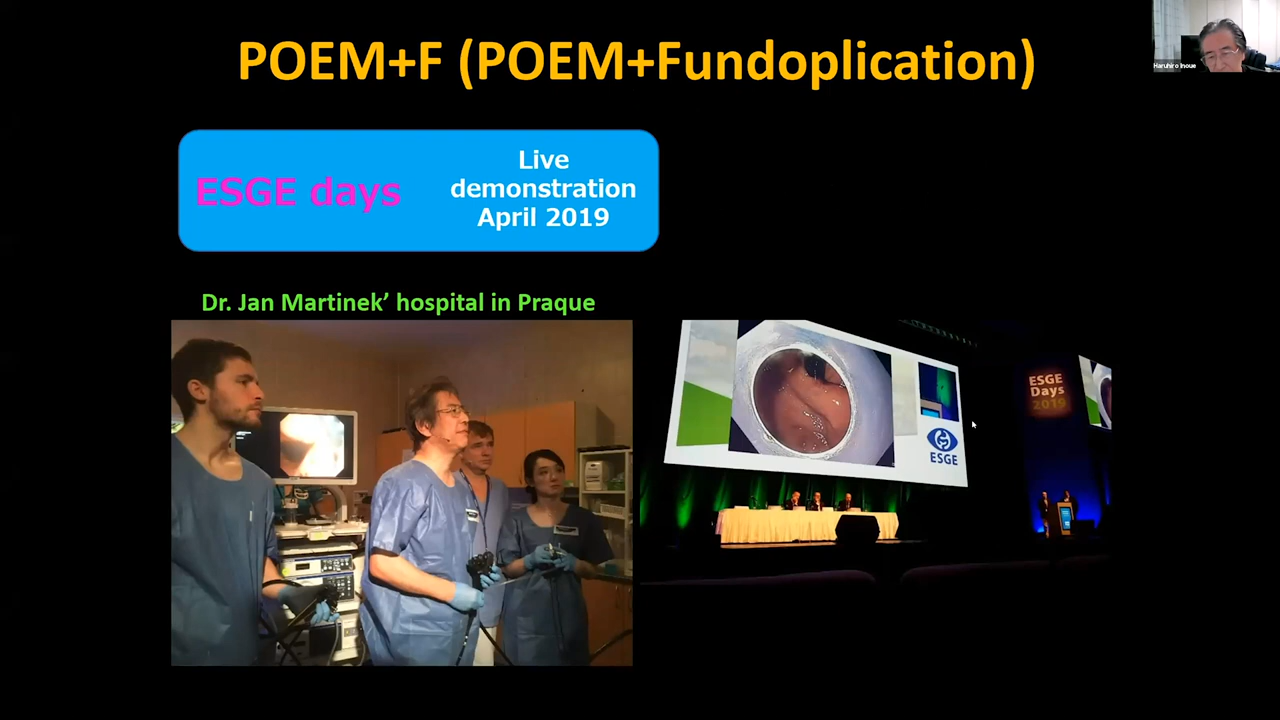 POEM+F (POEM+Fundoplication)
Haruhiro Inoue
ESGE days
Live
demonstration
April 2019
Dr. Jan Martinek’ hospital in Praque
ESGE
ESGE
Days
2019